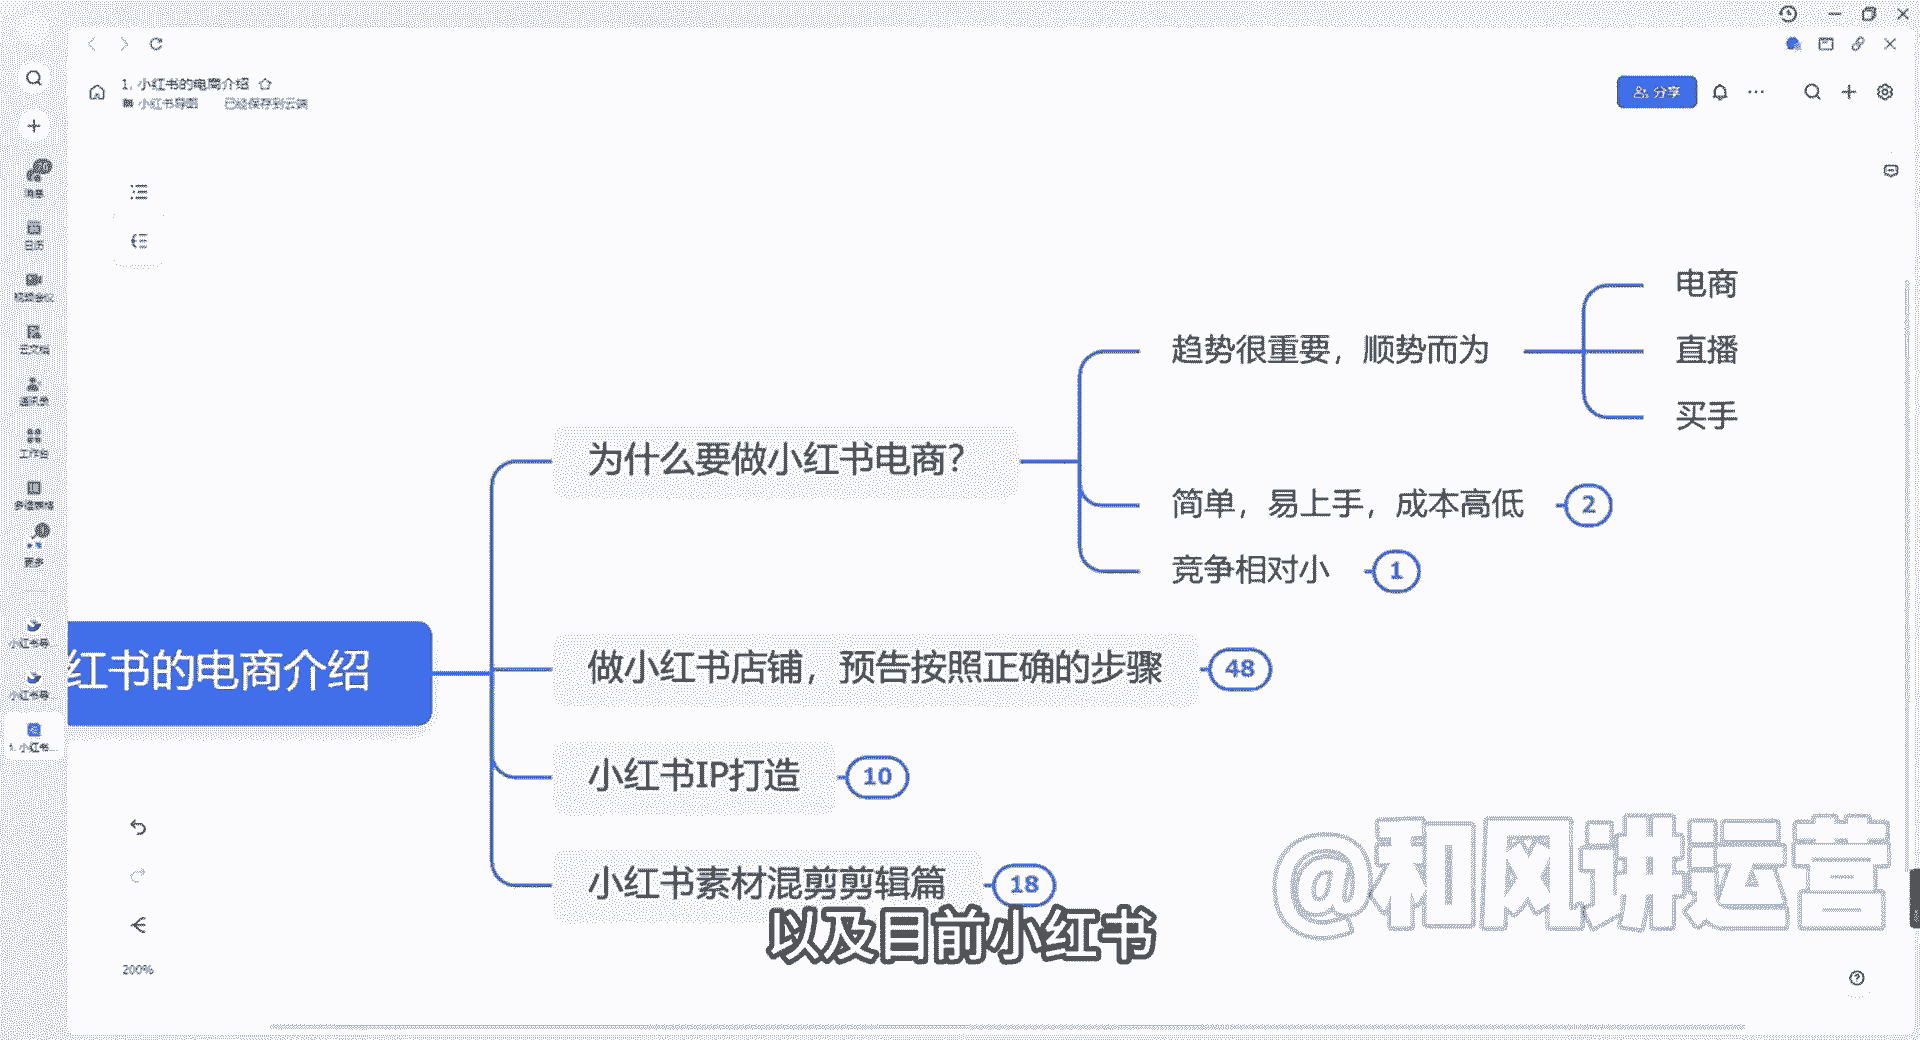 1. 小红书的电商介绍
小红书导图 已经保存到云端
分享
消息
日历
视频会议
云文档
通讯录
工作台
多维表格
更多
小红书导
小红书导
1. 小红书...
红书的电商介绍
为什么要做小红书电商？
趋势很重要，顺势而为
电商
直播
买手
简单，易上手，成本高低
2
竞争相对小
1
做小红书店铺，预告按照正确的步骤
48
小红书IP打造
10
小红书素材混剪剪辑篇
18
以及目前小红书
@和风讲运营
200%